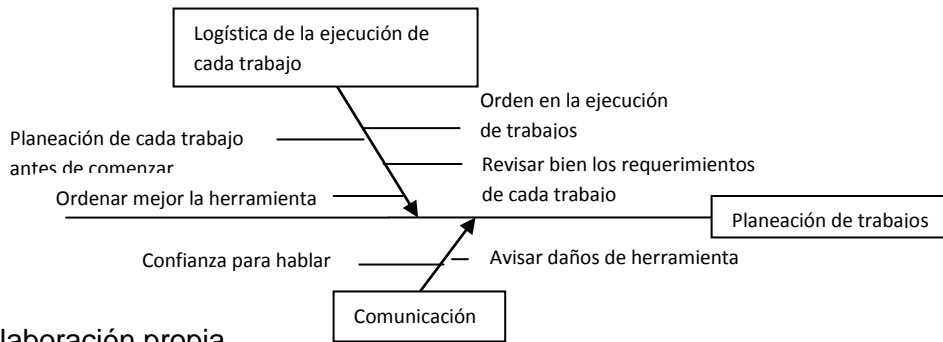 Logística de la ejecución de
cada trabajo
Orden en la ejecución
de trabajos
Planeación de cada trabajo
antes de comenzar
Revisar bien los requerimientos
de cada trabajo
Ordenar mejor la herramienta
Planeación de trabajos
Confianza para hablar
Avisar daños de herramienta
Comunicación
laboración propia